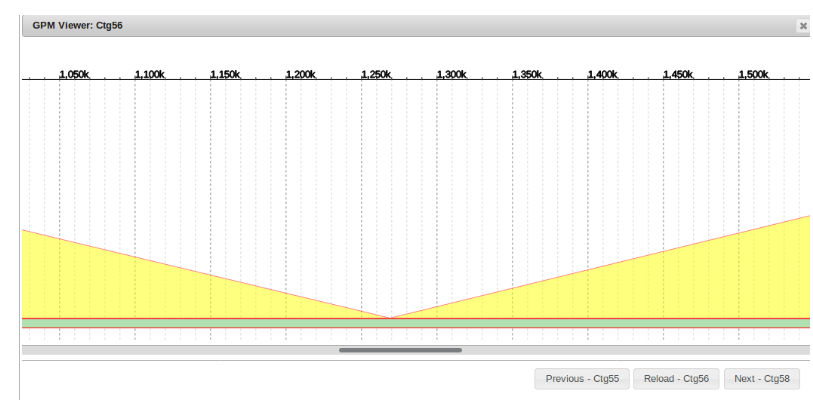 GPM Viewer: Ctg56
1,050k 1,100k 1,150k 1,200k 1,250k 1,300k 1,350k 1,400k 1,450k 1,500k
Previous - Ctg55 Reload - Ctg56 Next - Ctg58